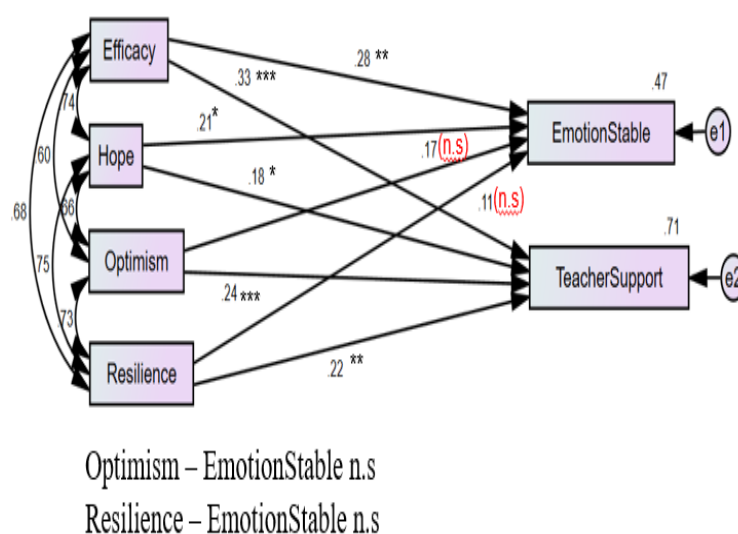 Efficacy
.28 **
.47
.33 ***
.74
EmotionStable
e1
.21*
.17(n.s)
Hope
.60
.18 *
.11(n.s)
.66
.68
.71
.75
Optimism
TeacherSupport
e2
.24 ***
.73
Resilience
.22 **
Optimism – EmotionStable n.s
Resilience – EmotionStable n.s